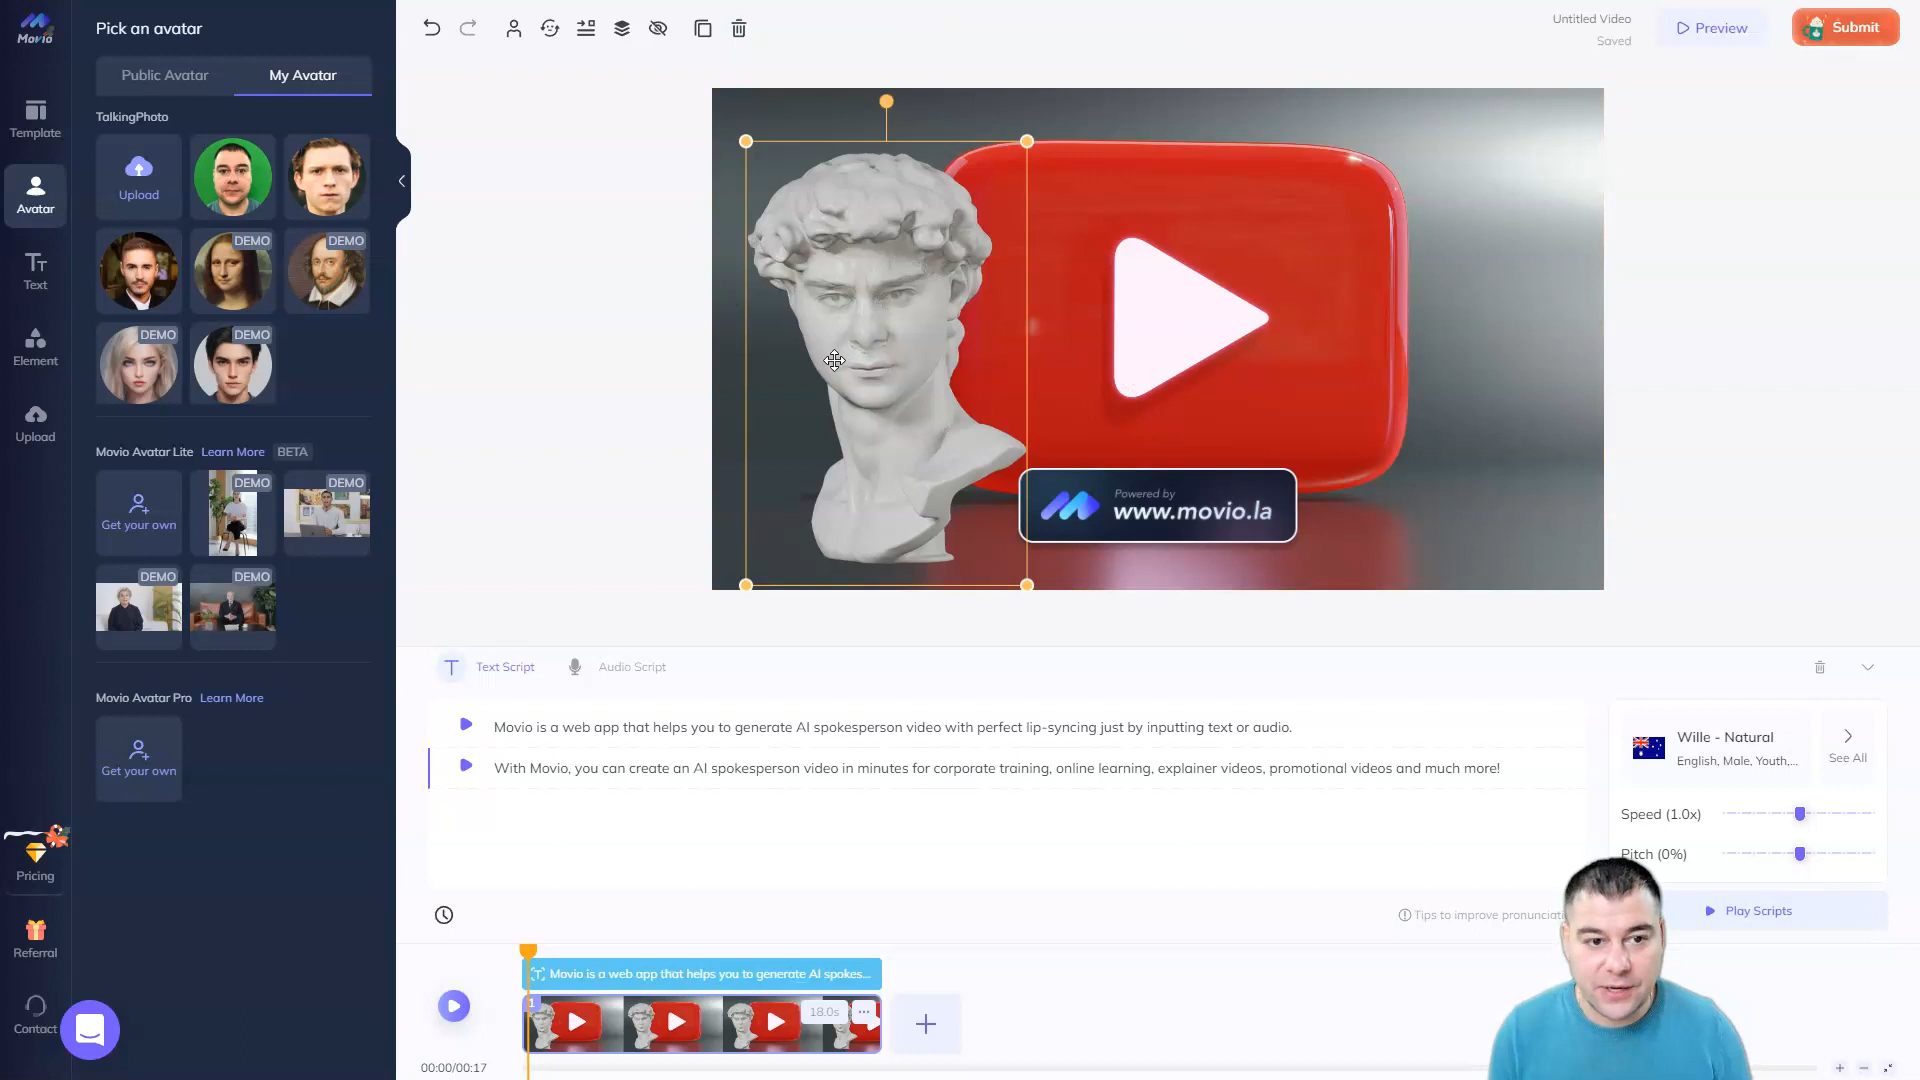 Movio
Pick an avatar
Untitled Video
Saved
Preview
Submit
Public Avatar
My Avatar
TalkingPhoto
Template
Upload
Avatar
DEMO
DEMO
Text
DEMO
DEMO
Element
Upload
Movio Avatar Lite Learn More BETA
DEMO
DEMO
Get your own
DEMO
DEMO
Powered by
www.movio.la
Movio Avatar Pro Learn More
Get your own
Text Script
Audio Script
Movio is a web app that helps you to generate AI spokesperson video with perfect lip-syncing just by inputting text or audio.
With Movio, you can create an AI spokesperson video in minutes for corporate training, online learning, explainer videos, promotional videos and much more!
Wille - Natural
English, Male, Youth,...
See All
Speed (1.0x)
Pitch (0%)
Tips to improve
Play Scripts
Pricing
Referral
Contact
Movio is a web app that helps you to generate AI spokes...
1
18.0s
00:00/00:17